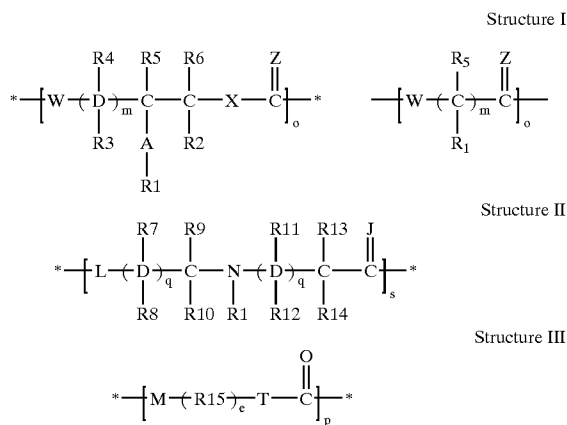 Structure I
R4 R5 R6 Z R5 Z
* [ W ( D ) m C C X C ] o * [ W ( C ) m C ] o
R3 A R2 R1
R1
Structure II
R7 R9 R11 R13 J
* [ L ( D ) q C N ( D ) q C C ] s *
R8 R10 R1 R12 R14
Structure III
O
* [ M ( R15 ) e T C ] p *